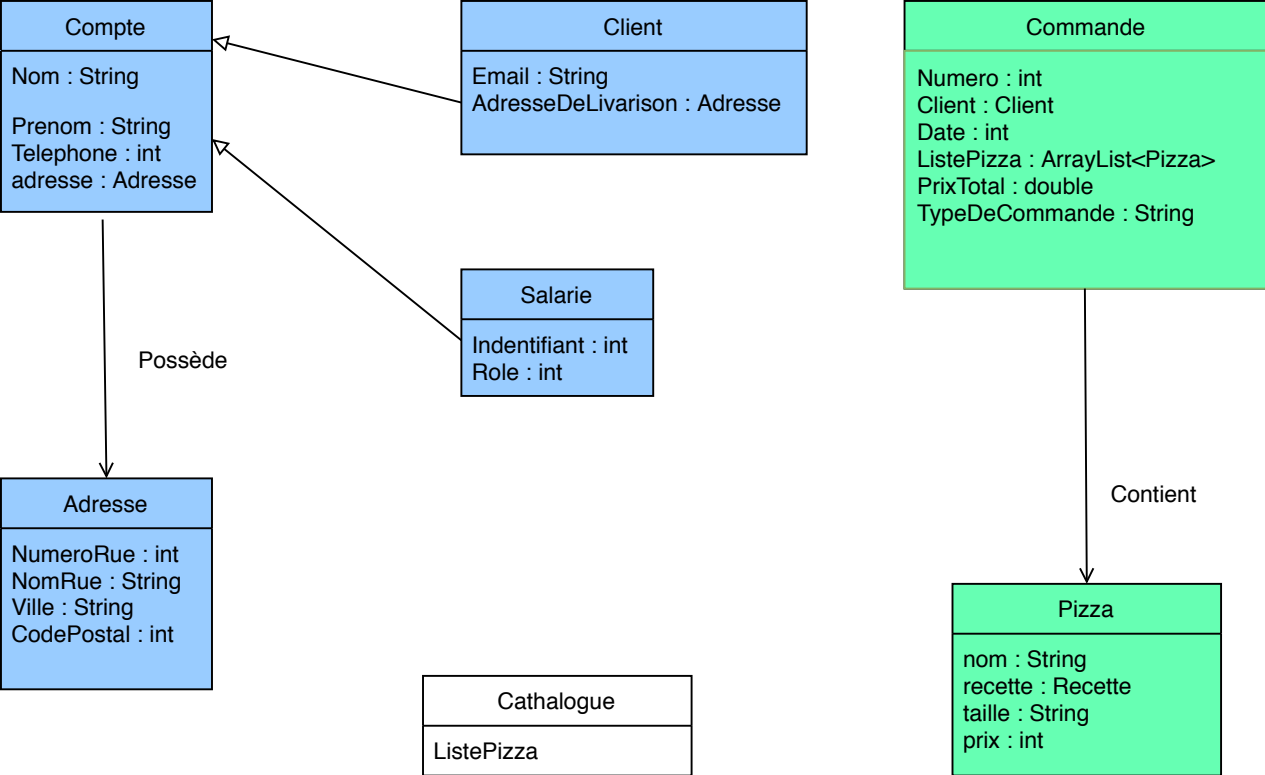 Compte
Nom : String
Prenom : String
Telephone : int
adresse : Adresse
Client
Email : String
AdresseDeLivarison : Adresse
Commande
Numero : int
Client : Client
Date : int
ListePizza : ArrayList<Pizza>
PrixTotal : double
TypeDeCommande : String
Salarie
Indentifiant : int
Role : int
Possède
Adresse
NumeroRue : int
NomRue : String
Ville : String
CodePostal : int
Contient
Pizza
nom : String
recette : Recette
taille : String
prix : int
Cathalogue
ListePizza